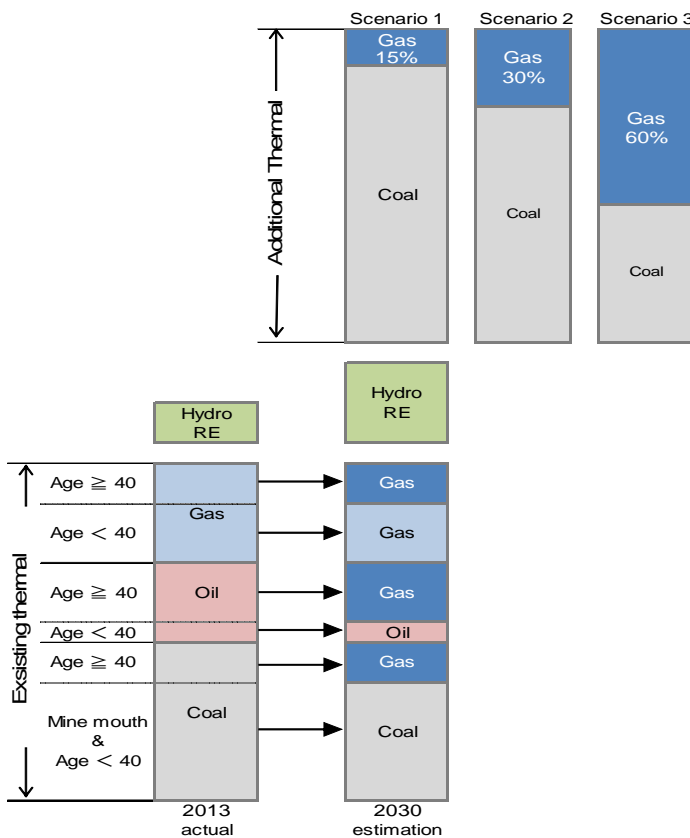 Scenario 1 Scenario 2 Scenario 3
Gas
15%
Gas
30%
Gas
60%
Additional Thermal
Coal
Coal
Coal
Hydro
RE
Hydro
RE
Exsisting thermal
Age ≧ 40
Gas
Age < 40
Gas
Gas
Age ≧ 40
Oil
Gas
Age < 40
Oil
Age ≧ 40
Gas
Mine mouth
&
Age < 40
Coal
Coal
2013
actual
2030
estimation